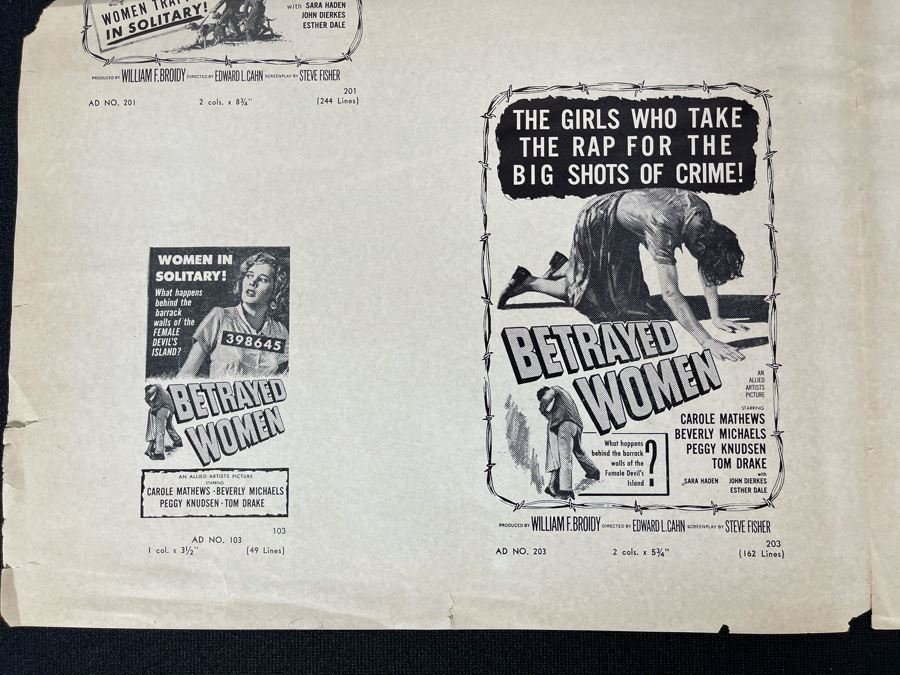 WOMEN
IN SOLITARY!
with SARA HADEN
JOHN DIERKES
ESTHER DALE
PRODUCED BY WILLIAM F. BROIDY DIRECTED BY EDWARD L. CAHN SCREENPLAY BY STEVE FISHER
201
AD NO. 201 2 cols. x 8¾" (244 Lines)
WOMEN IN
SOLITARY!
What happens
behind the
barrack
walls of the
FEMALE
DEVIL'S
ISLAND?
398645
BETRAYED
WOMEN
AN ALLIED ARTISTS PICTURE
STARRING
CAROLE MATHEWS · BEVERLY MICHAELS
PEGGY KNUDSEN · TOM DRAKE
103
AD NO. 103
1 col. x 3½" (49 Lines)
THE GIRLS WHO TAKE
THE RAP FOR THE
BIG SHOTS OF CRIME!
BETRAYED
WOMEN
AN
ALLIED
ARTISTS
PICTURE
STARRING
CAROLE MATHEWS
BEVERLY MICHAELS
PEGGY KNUDSEN
TOM DRAKE
with
SARA HADEN JOHN DIERKES
ESTHER DALE
What happens
behind the barrack
walls of the
Female Devil's
Island
?
PRODUCED BY WILLIAM F. BROIDY DIRECTED BY EDWARD L. CAHN SCREENPLAY BY STEVE FISHER
203
AD NO. 203 2 cols. x 5¾" (162 Lines)